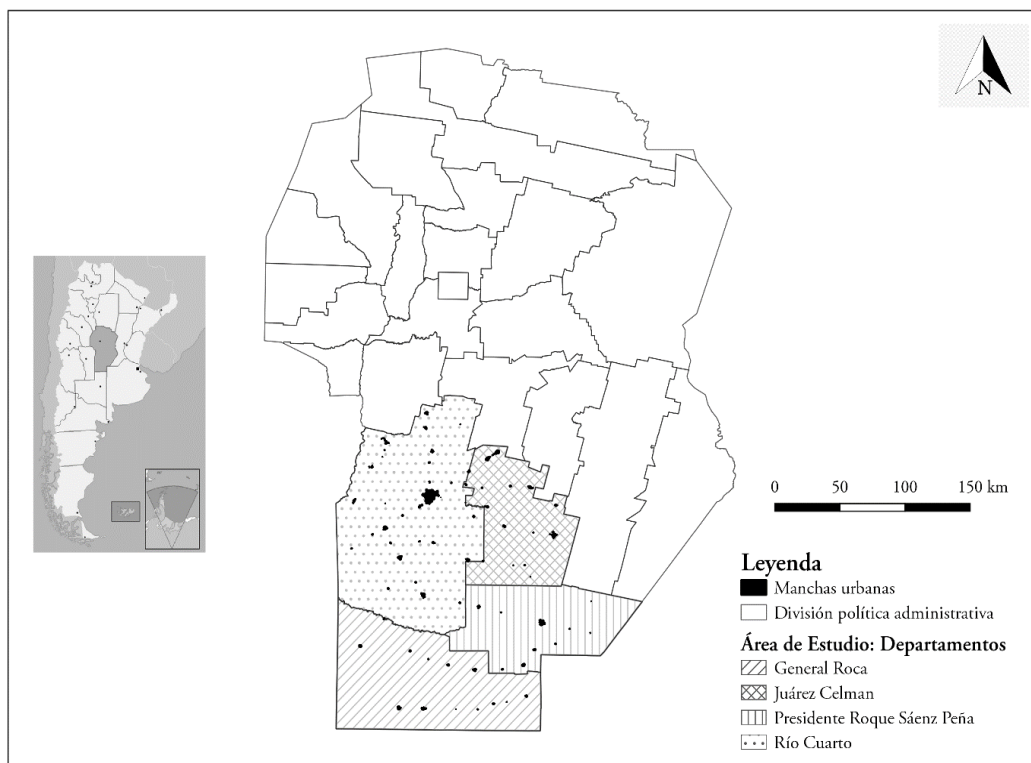 N
0 50 100 150 km
Leyenda
Manchas urbanas
División política administrativa
Área de Estudio: Departamentos
General Roca
Juárez Celman
Presidente Roque Sáenz Peña
Río Cuarto